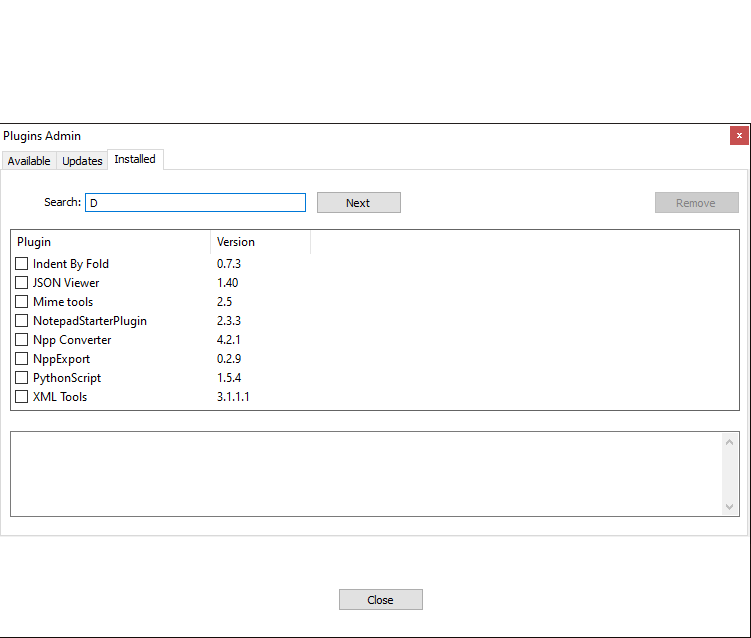 Plugins Admin
x
Available Updates Installed
Search: D Next Remove
Plugin Version
Indent By Fold 0.7.3
JSON Viewer 1.40
Mime tools 2.5
NotepadStarterPlugin 2.3.3
Npp Converter 4.2.1
NppExport 0.2.9
PythonScript 1.5.4
XML Tools 3.1.1.1
Close